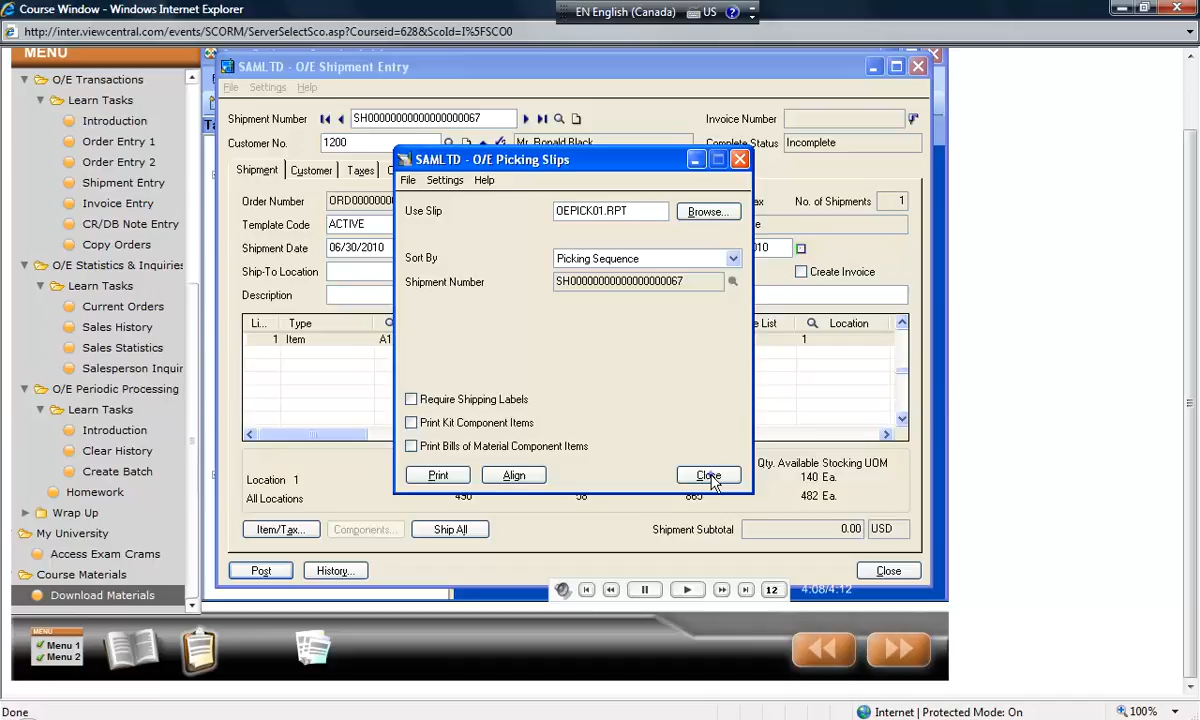 Course Window - Windows Internet Explorer
EN English (Canada) US
http://inter.viewcentral.com/events/SCORM/ServerSelectSco.asp?Courseid=628&ScoId=I%5FSCO0
MENU
O/E Transactions
Learn Tasks
Introduction
Order Entry 1
Order Entry 2
Shipment Entry
Invoice Entry
CR/DB Note Entry
Copy Orders
O/E Statistics & Inquiries
Learn Tasks
Current Orders
Sales History
Sales Statistics
Salesperson Inquir
O/E Periodic Processing
Learn Tasks
Introduction
Clear History
Create Batch
Homework
Wrap Up
My University
Access Exam Crams
Course Materials
Download Materials
SAMLTD - O/E Shipment Entry
File Settings Help
Shipment Number SH00000000000000000067 Invoice Number
Customer No. 1200 Mr. Ronald Black Complete Status Incomplete
Shipment Customer Taxes
Order Number No. of Shipments 1
Template Code ACTIVE
Shipment Date 06/30/2010
Ship-To Location Create Invoice
Description
Li... Type Location
1 Item A1 1
Qty. Available Stocking UOM
Location 1 140 Ea.
All Locations 490 58 865 482 Ea.
Item/Tax... Components... Ship All Shipment Subtotal 0.00 USD
Post History... Close
SAMLTD - O/E Picking Slips
File Settings Help
Use Slip OEPICK01.RPT Browse...
Sort By Picking Sequence
Shipment Number SH00000000000000000067
Require Shipping Labels
Print Kit Component Items
Print Bills of Material Component Items
Print Align Close
12 4:08/4:12
MENU
Menu 1
Menu 2
Done Internet | Protected Mode: On 100%